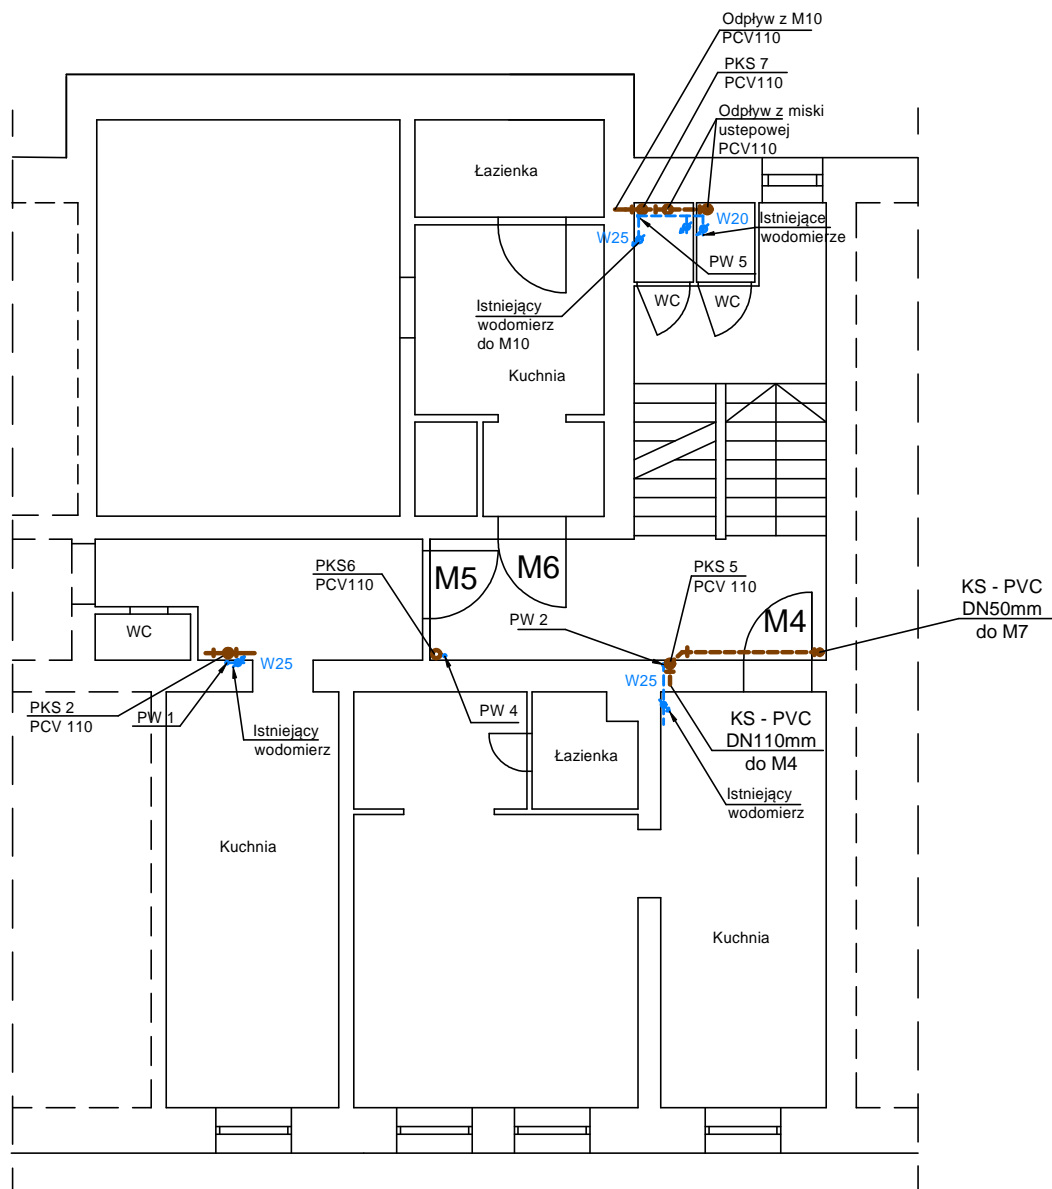 Odpływ z M10
PCV110
PKS 7
PCV110
Odpływ z miski
ustepowej
PCV110
Łazienka
W20
Istniejące
wodomierze
W25
PW 5
WC
WC
Istniejący
wodomierz
do M10
Kuchnia
PKS6
PCV110
M5
M6
PKS 5
PCV 110
M4
KS - PVC
DN50mm
do M7
PW 2
WC
W25
W25
PKS 2
PCV 110
PW 1
Istniejący
wodomierz
PW 4
KS - PVC
DN110mm
do M4
Łazienka
Istniejący
wodomierz
Kuchnia
Kuchnia